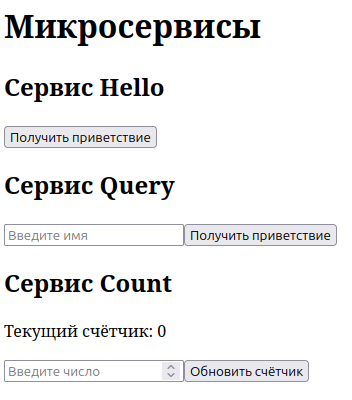 Микросервисы
Сервис Hello
Получить приветствие
Сервис Query
Введите имя Получить приветствие
Сервис Count
Текущий счётчик: 0
Введите число Обновить счётчик